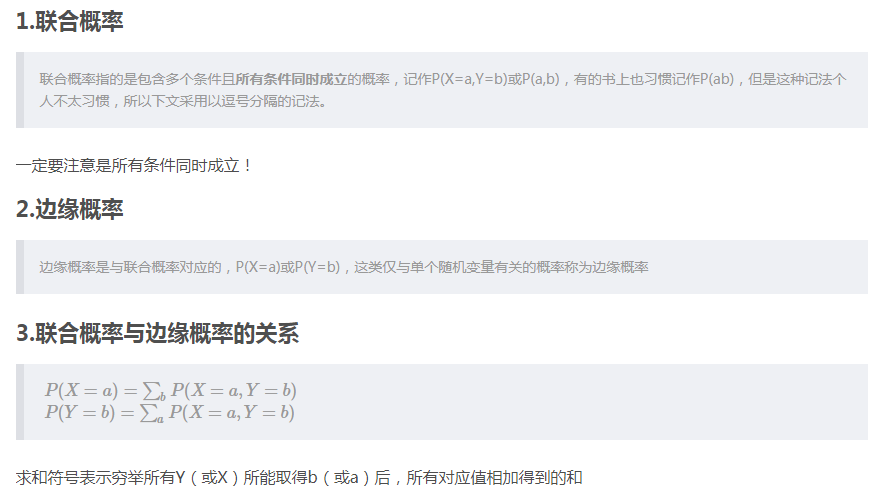 1.联合概率
联合概率指的是包含多个条件且所有条件同时成立的概率，记作P(X=a,Y=b)或P(a,b)，有的书上也习惯记作P(ab)，但是这种记法个
人不太习惯，所以下文采用以逗号分隔的记法。
一定要注意是所有条件同时成立！
2.边缘概率
边缘概率是与联合概率对应的，P(X=a)或P(Y=b)，这类仅与单个随机变量有关的概率称为边缘概率
3.联合概率与边缘概率的关系
P(X = a) = ∑_b P(X = a, Y = b)
P(Y = b) = ∑_a P(X = a, Y = b)
求和符号表示穷举所有Y（或X）所能取得b（或a）后，所有对应值相加得到的和